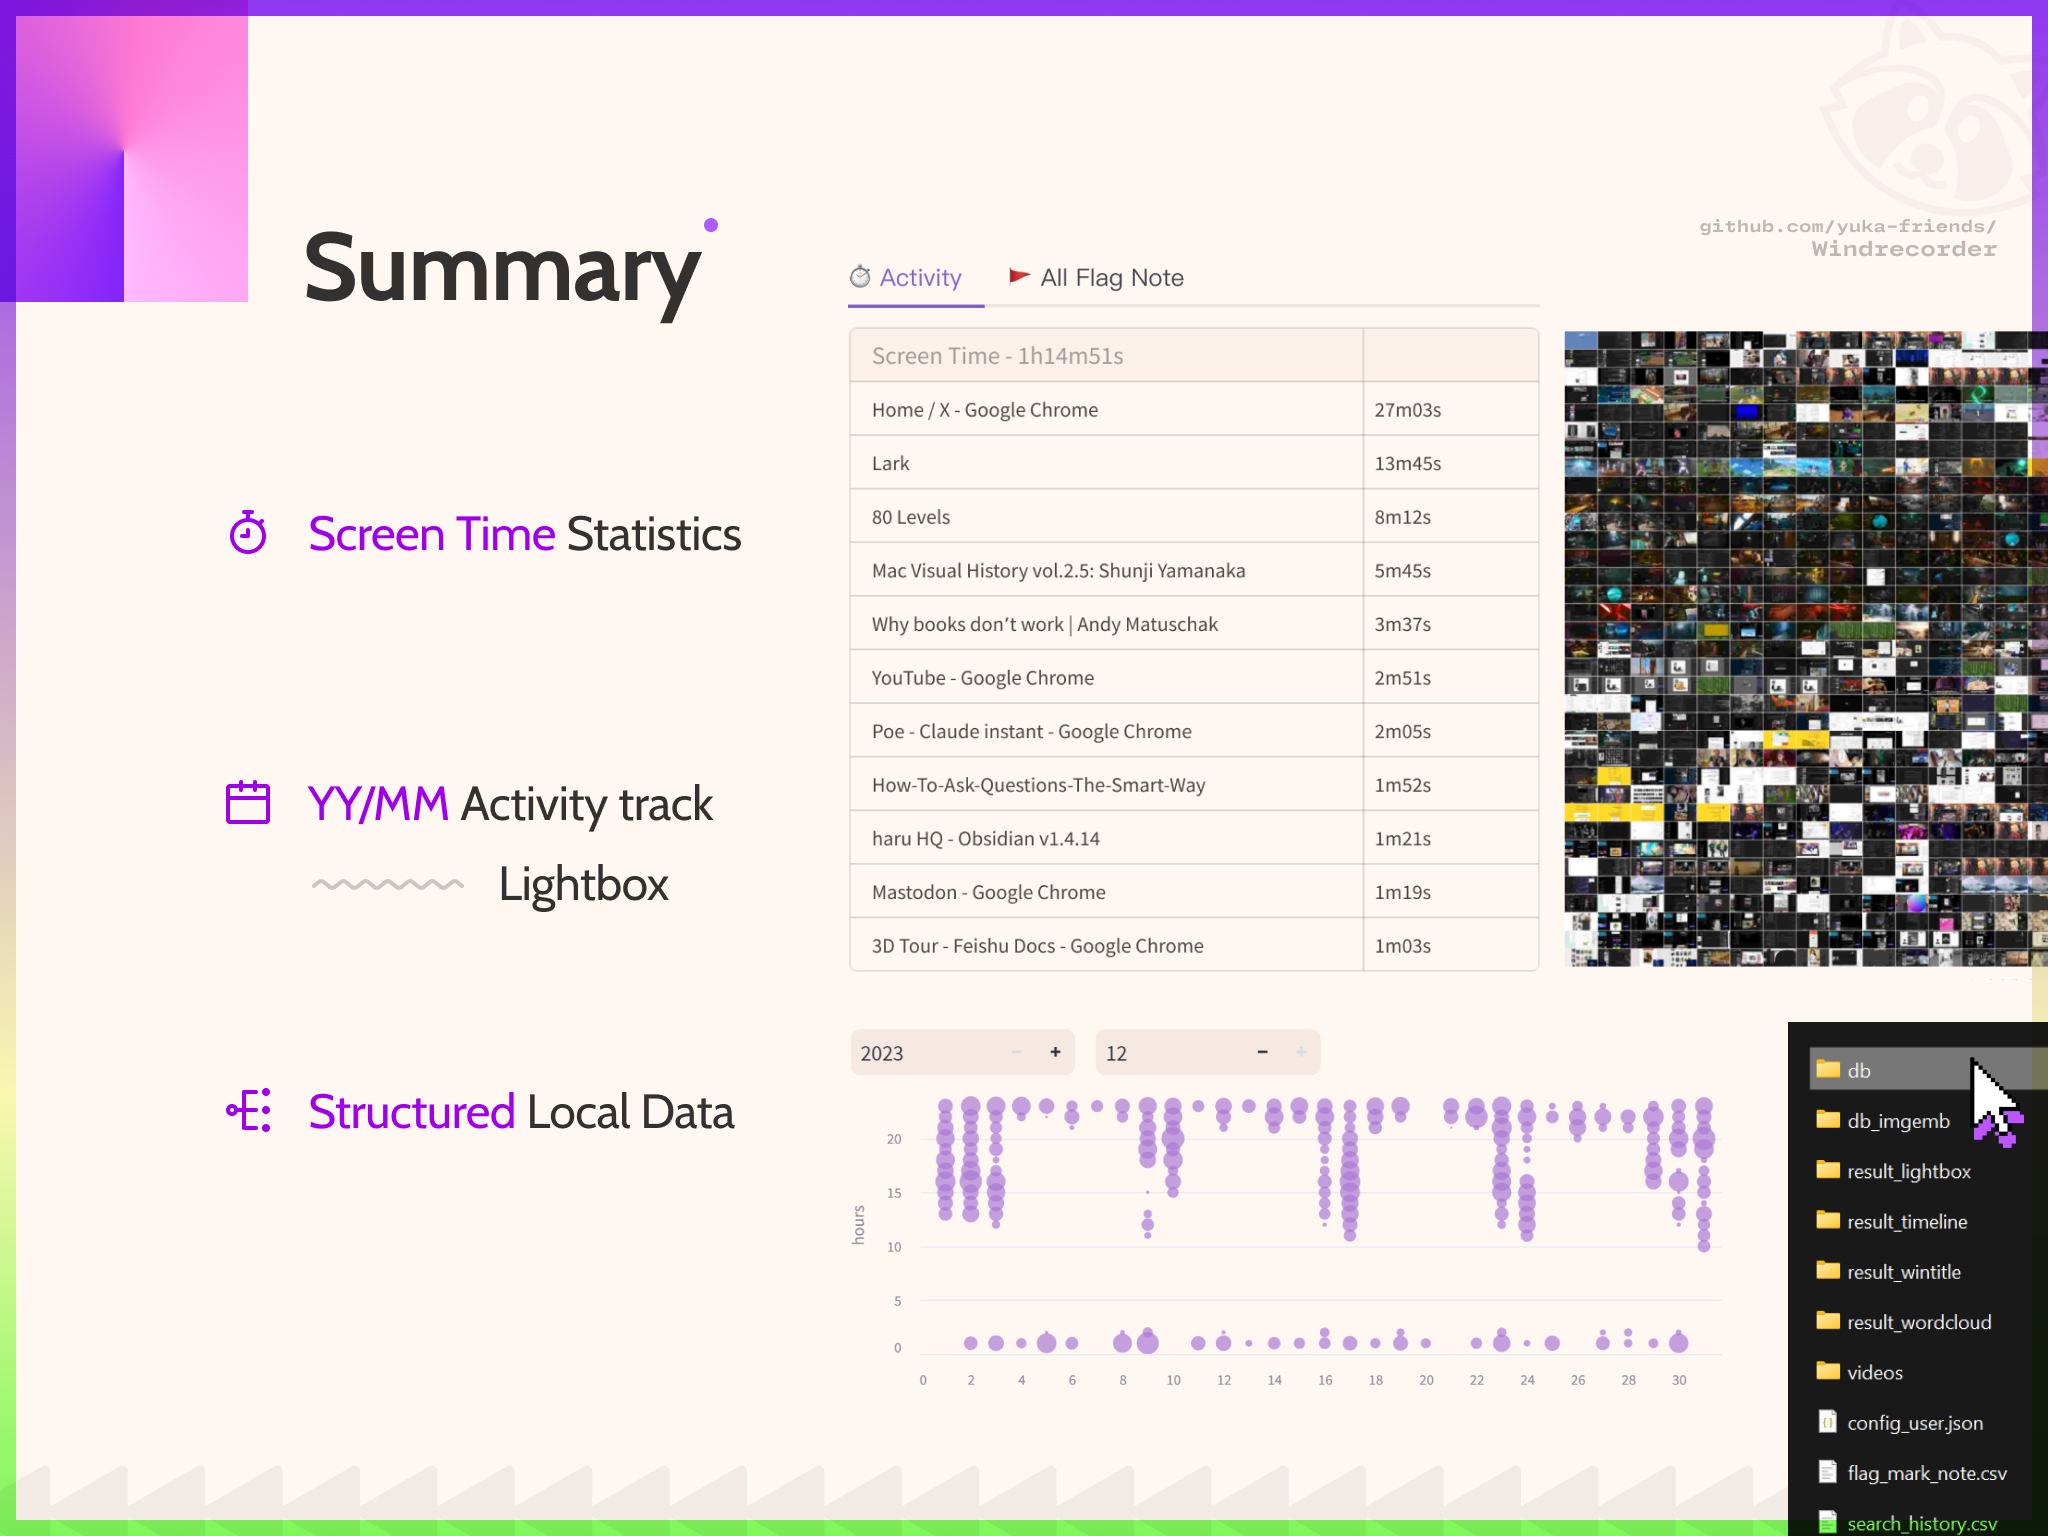 github.com/yuka-friends/
Windrecorder
Summary
Screen Time Statistics
YY/MM Activity track
Lightbox
Structured Local Data
Activity
All Flag Note
Screen Time - 1h14m51s
Home / X - Google Chrome 27m03s
Lark 13m45s
80 Levels 8m12s
Mac Visual History vol.2.5: Shunji Yamanaka 5m45s
Why books don't work | Andy Matuschak 3m37s
YouTube - Google Chrome 2m51s
Poe - Claude instant - Google Chrome 2m05s
How-To-Ask-Questions-The-Smart-Way 1m52s
haru HQ - Obsidian v1.4.14 1m21s
Mastodon - Google Chrome 1m19s
3D Tour - Feishu Docs - Google Chrome 1m03s
2023 − +
12 − +
hours
20
15
10
5
0
0 2 4 6 8 10 12 14 16 18 20 22 24 26 28 30
db
db_imgemb
result_lightbox
result_timeline
result_wintitle
result_wordcloud
videos
config_user.json
flag_mark_note.csv
search_history.csv